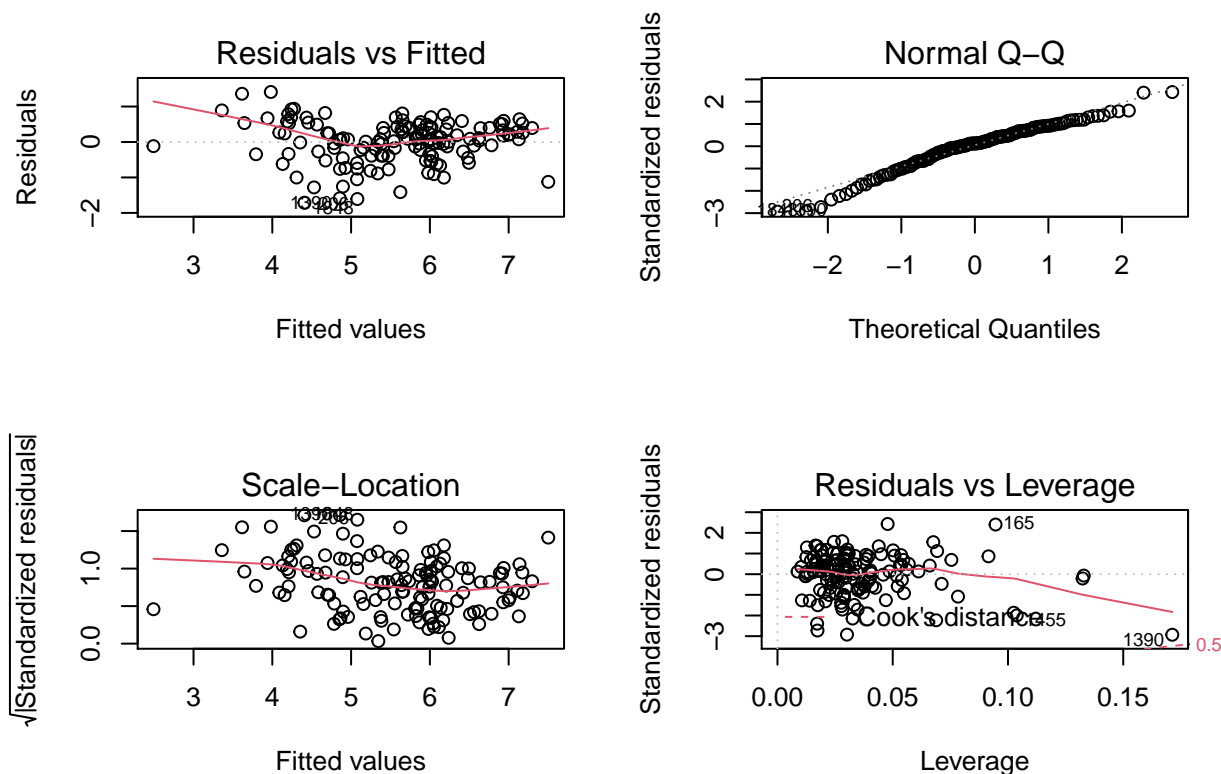 Residuals vs Fitted
Residuals
0
−2
3 4 5 6 7
Fitted values
Normal Q−Q
Standardized residuals
2
0
−3
−2 −1 0 1 2
Theoretical Quantiles
Scale−Location
√|Standardized residuals|
1.0
0.0
3 4 5 6 7
Fitted values
Residuals vs Leverage
Standardized residuals
2
0
−3
165
Cook's distance
455
1390
0.5
0.00 0.05 0.10 0.15
Leverage